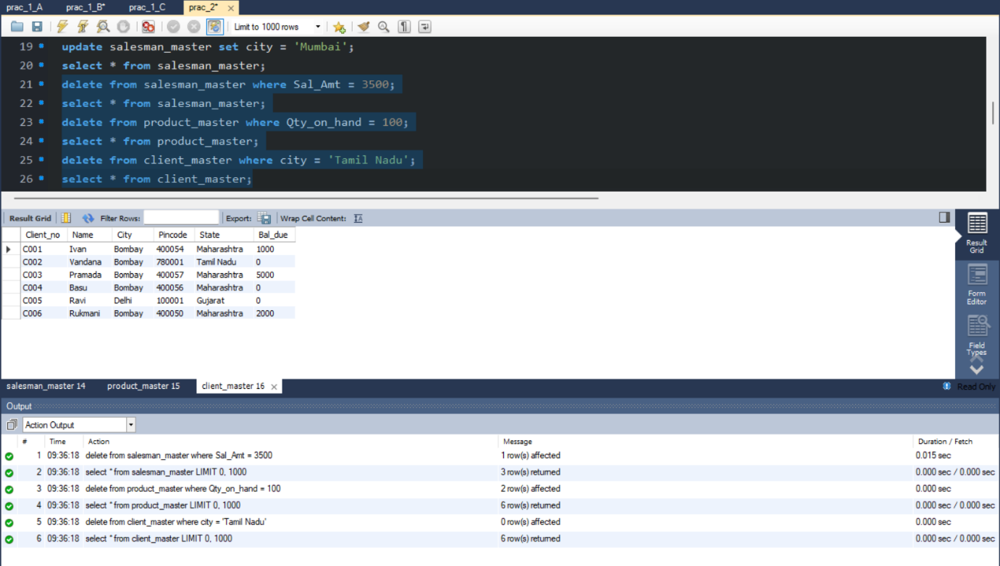 prac_1_A prac_1_B* prac_1_C prac_2* ×
Limit to 1000 rows
19 update salesman_master set city = 'Mumbai';
20 select * from salesman_master;
21 delete from salesman_master where Sal_Amt = 3500;
22 select * from salesman_master;
23 delete from product_master where Qty_on_hand = 100;
24 select * from product_master;
25 delete from client_master where city = 'Tamil Nadu';
26 select * from client_master;
Result Grid Filter Rows: Export: Wrap Cell Content: IA
Client_no Name City Pincode State Bal_due
C001 Ivan Bombay 400054 Maharashtra 1000
C002 Vandana Bombay 780001 Tamil Nadu 0
C003 Pramada Bombay 400057 Maharashtra 5000
C004 Basu Bombay 400056 Maharashtra 0
C005 Ravi Delhi 100001 Gujarat 0
C006 Rukmani Bombay 400050 Maharashtra 2000
Result
Grid
Form
Editor
Field
Types
salesman_master 14 product_master 15 client_master 16 ×
Read Only
Output
Action Output
# Time Action Message Duration / Fetch
1 09:36:18 delete from salesman_master where Sal_Amt = 3500 1 row(s) affected 0.015 sec
2 09:36:18 select * from salesman_master LIMIT 0, 1000 3 row(s) returned 0.000 sec / 0.000 sec
3 09:36:18 delete from product_master where Qty_on_hand = 100 2 row(s) affected 0.000 sec
4 09:36:18 select * from product_master LIMIT 0, 1000 6 row(s) returned 0.000 sec / 0.000 sec
5 09:36:18 delete from client_master where city = 'Tamil Nadu' 0 row(s) affected 0.000 sec
6 09:36:18 select * from client_master LIMIT 0, 1000 6 row(s) returned 0.000 sec / 0.000 sec